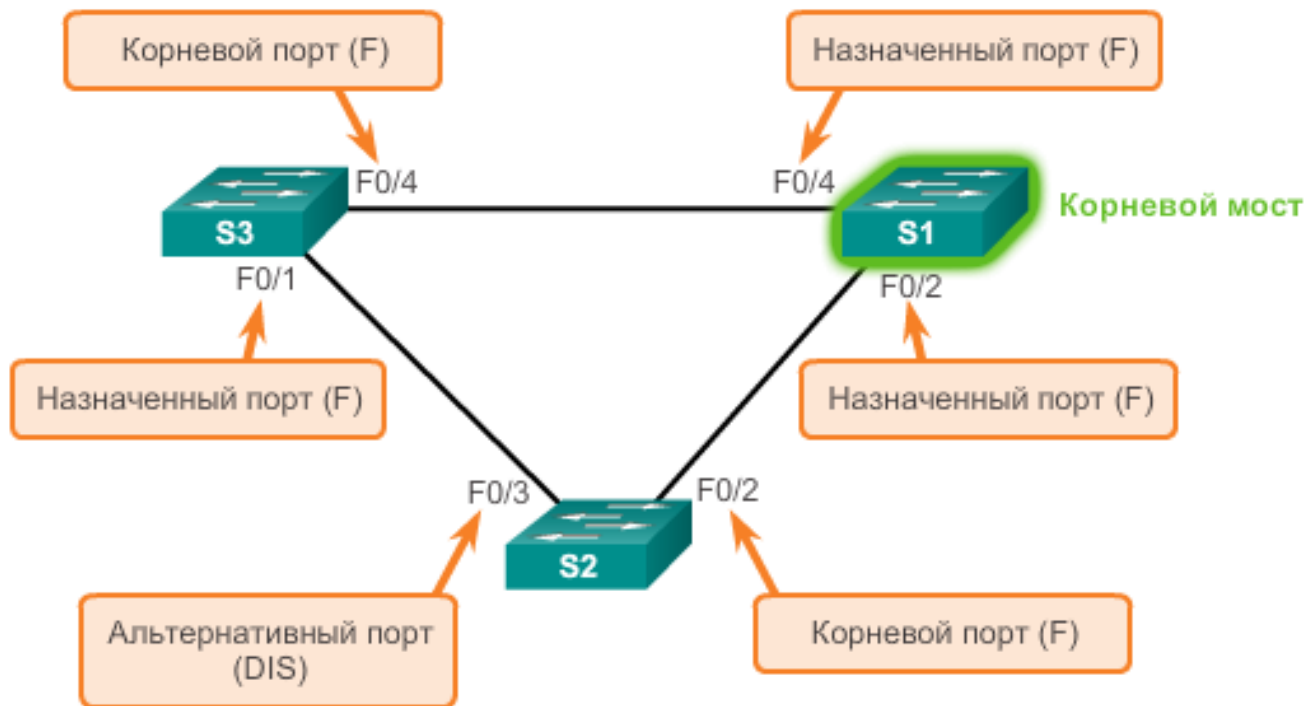 Корневой порт (F)
Назначенный порт (F)
F0/4
F0/4
S3
S1
Корневой мост
F0/1
F0/2
Назначенный порт (F)
Назначенный порт (F)
F0/3
F0/2
S2
Альтернативный порт
(DIS)
Корневой порт (F)